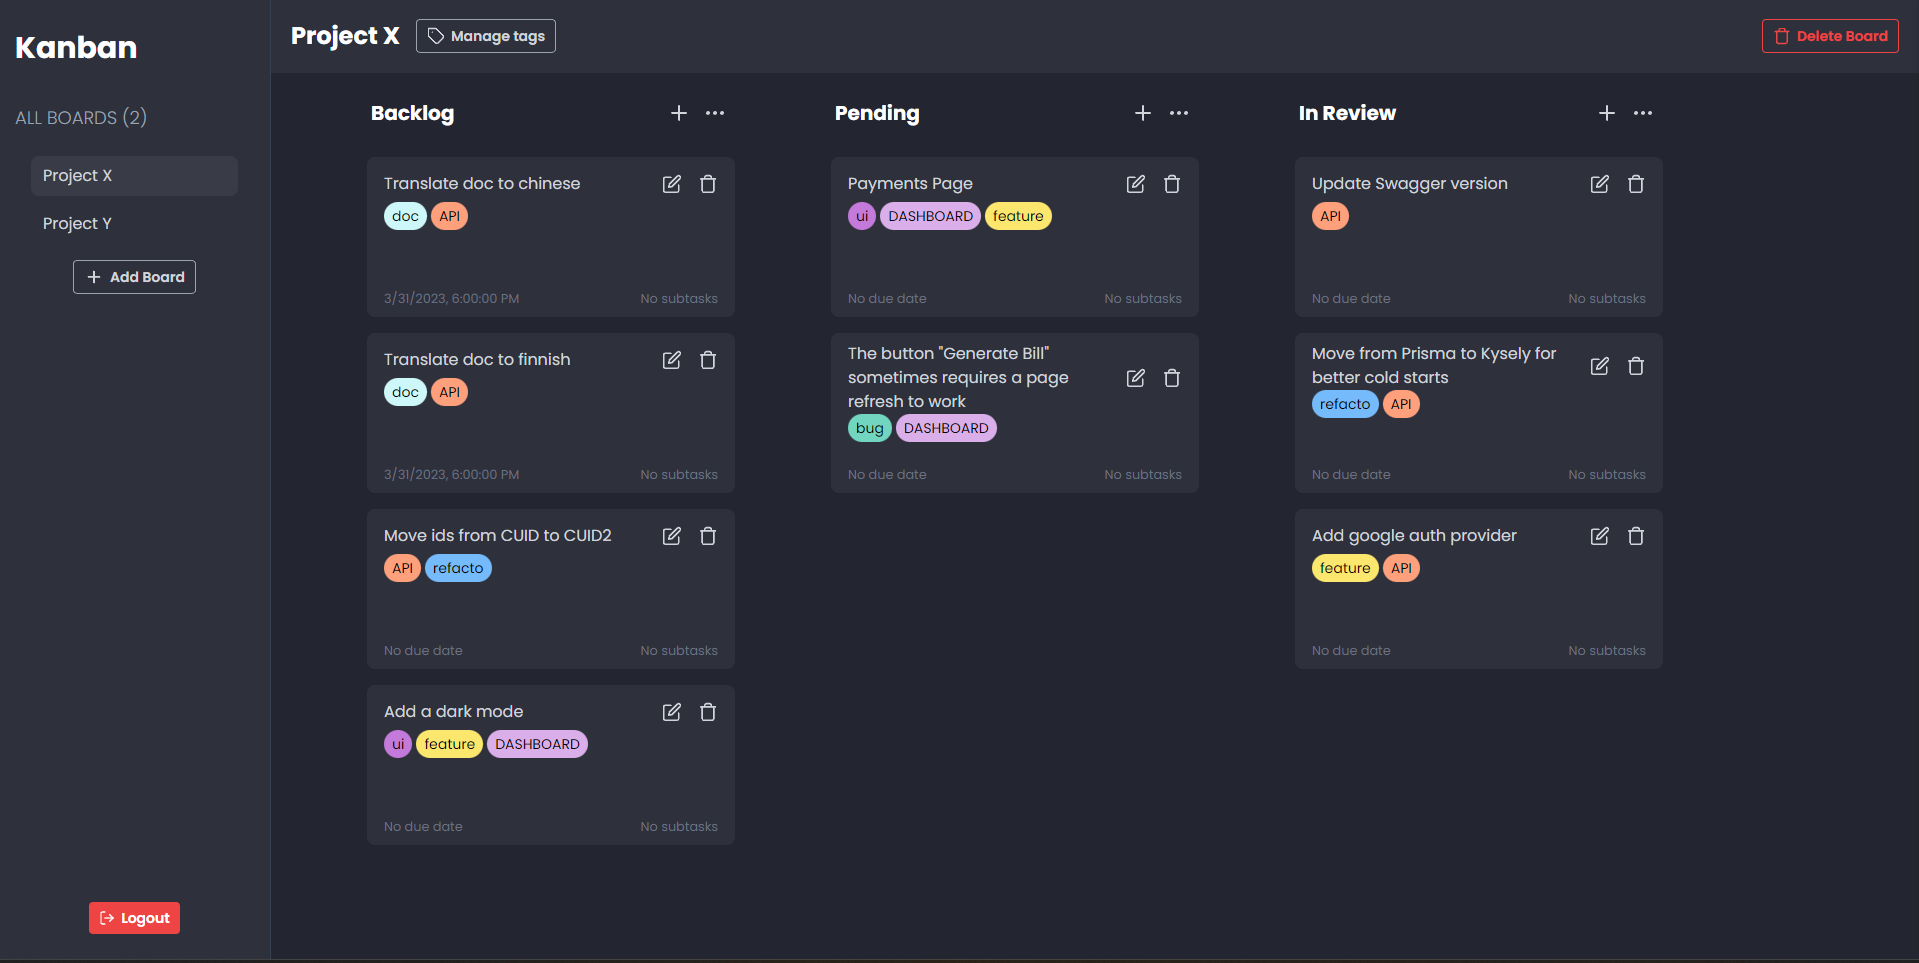 Kanban
ALL BOARDS (2)
Project X
Project Y
Add Board
Logout
Project X
Manage tags
Delete Board
Backlog
Translate doc to chinese
doc API
3/31/2023, 6:00:00 PM No subtasks
Translate doc to finnish
doc API
3/31/2023, 6:00:00 PM No subtasks
Move ids from CUID to CUID2
API refacto
No due date No subtasks
Add a dark mode
ui feature DASHBOARD
No due date No subtasks
Pending
Payments Page
ui DASHBOARD feature
No due date No subtasks
The button "Generate Bill"
sometimes requires a page
refresh to work
bug DASHBOARD
No due date No subtasks
In Review
Update Swagger version
API
No due date No subtasks
Move from Prisma to Kysely for
better cold starts
refacto API
No due date No subtasks
Add google auth provider
feature API
No due date No subtasks